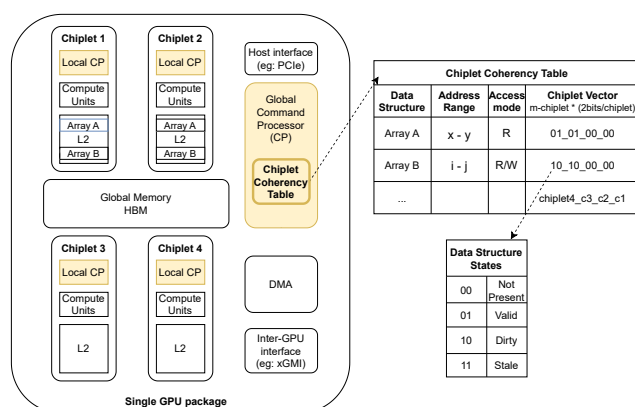 Chiplet 1
Local CP
Compute
Units
Array A
L2
Array B
Chiplet 2
Local CP
Compute
Units
Array A
L2
Array B
Host interface
(eg: PCIe)
Global
Command
Processor
(CP)
Chiplet
Coherency
Table
Global Memory
HBM
Chiplet 3
Local CP
Compute
Units
L2
Chiplet 4
Local CP
Compute
Units
L2
DMA
Inter-GPU
interface
(eg: xGMI)
Single GPU package
Chiplet Coherency Table
Data
Structure
Address
Range
Access
mode
Chiplet Vector
m-chiplet * (2bits/chiplet)
Array A
x - y
R
01_01_00_00
Array B
i - j
R/W
10_10_00_00
...
chiplet4_c3_c2_c1
Data Structure
States
00
Not
Present
01
Valid
10
Dirty
11
Stale